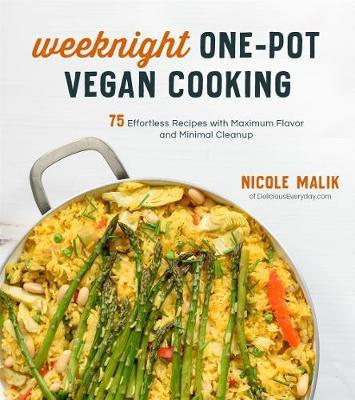 weeknight ONE-POT
VEGAN COOKING
75 Effortless Recipes with Maximum Flavor
and Minimal Cleanup
NICOLE MALIK
of DeliciousEveryday.com